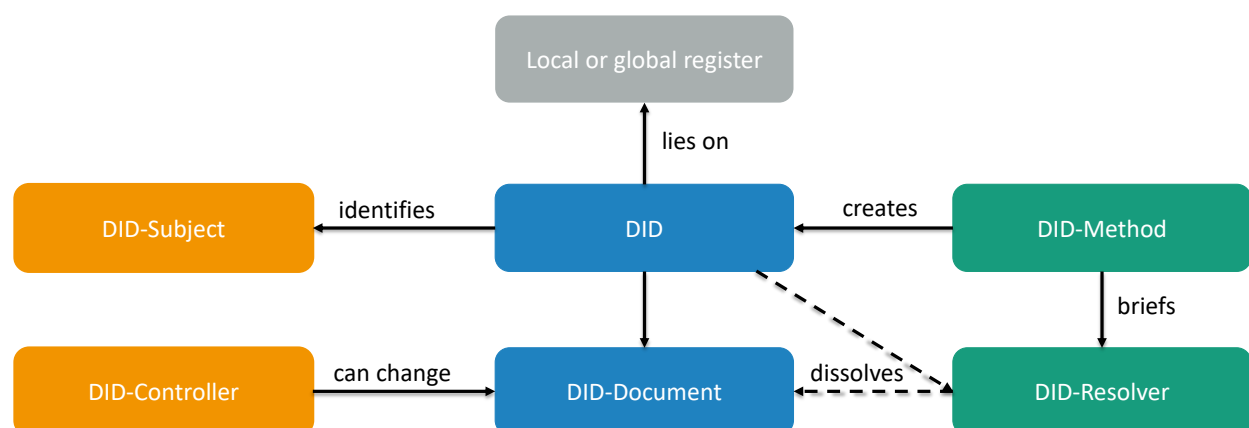 Local or global register
lies on
DID-Subject
identifies
DID
creates
DID-Method
briefs
DID-Controller
can change
DID-Document
dissolves
DID-Resolver